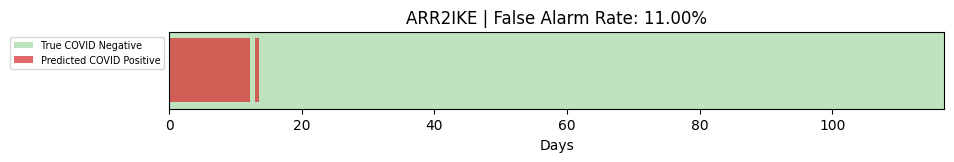 ARR2IKE | False Alarm Rate: 11.00%
True COVID Negative
Predicted COVID Positive
0 20 40 60 80 100
Days